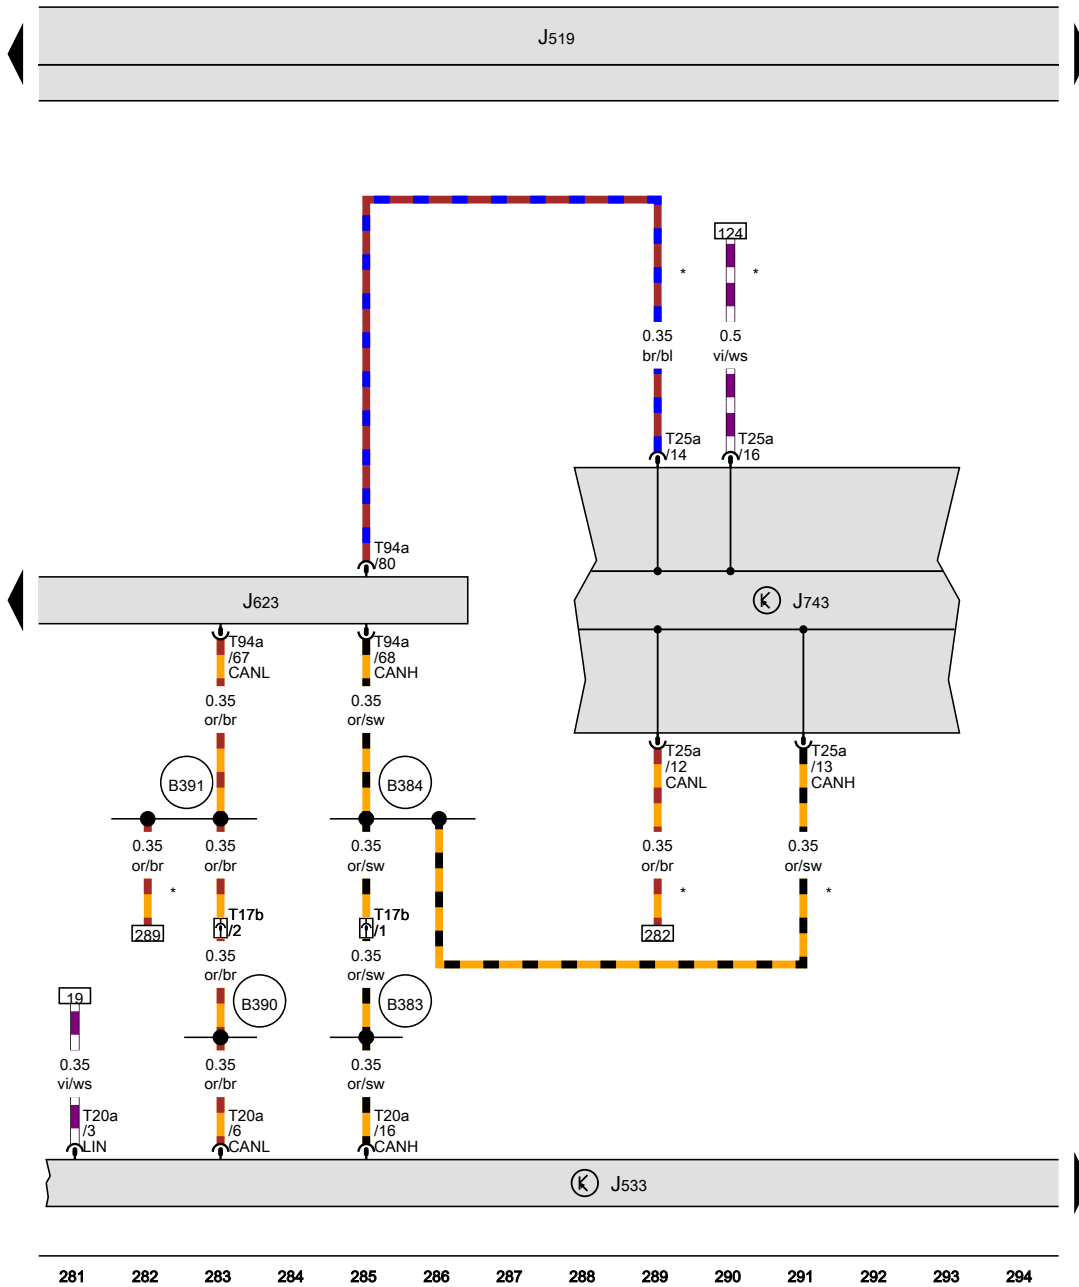 J519
124
*
*
0.35
br/bl
0.5
vi/ws
T25a
/14
T25a
/16
T94a
/80
J623
J743
T94a
/67
CANL
T94a
/68
CANH
0.35
or/br
0.35
or/sw
T25a
/12
CANL
T25a
/13
CANH
B391
B384
0.35
or/br
0.35
or/br
0.35
or/sw
0.35
or/br
0.35
or/sw
*
*
*
289
T17b
/2
T17b
/1
282
0.35
or/br
0.35
or/sw
19
B390
B383
0.35
vi/ws
0.35
or/br
0.35
or/sw
T20a
/3
LIN
T20a
/6
CANL
T20a
/16
CANH
J533
281 282 283 284 285 286 287 288 289 290 291 292 293 294